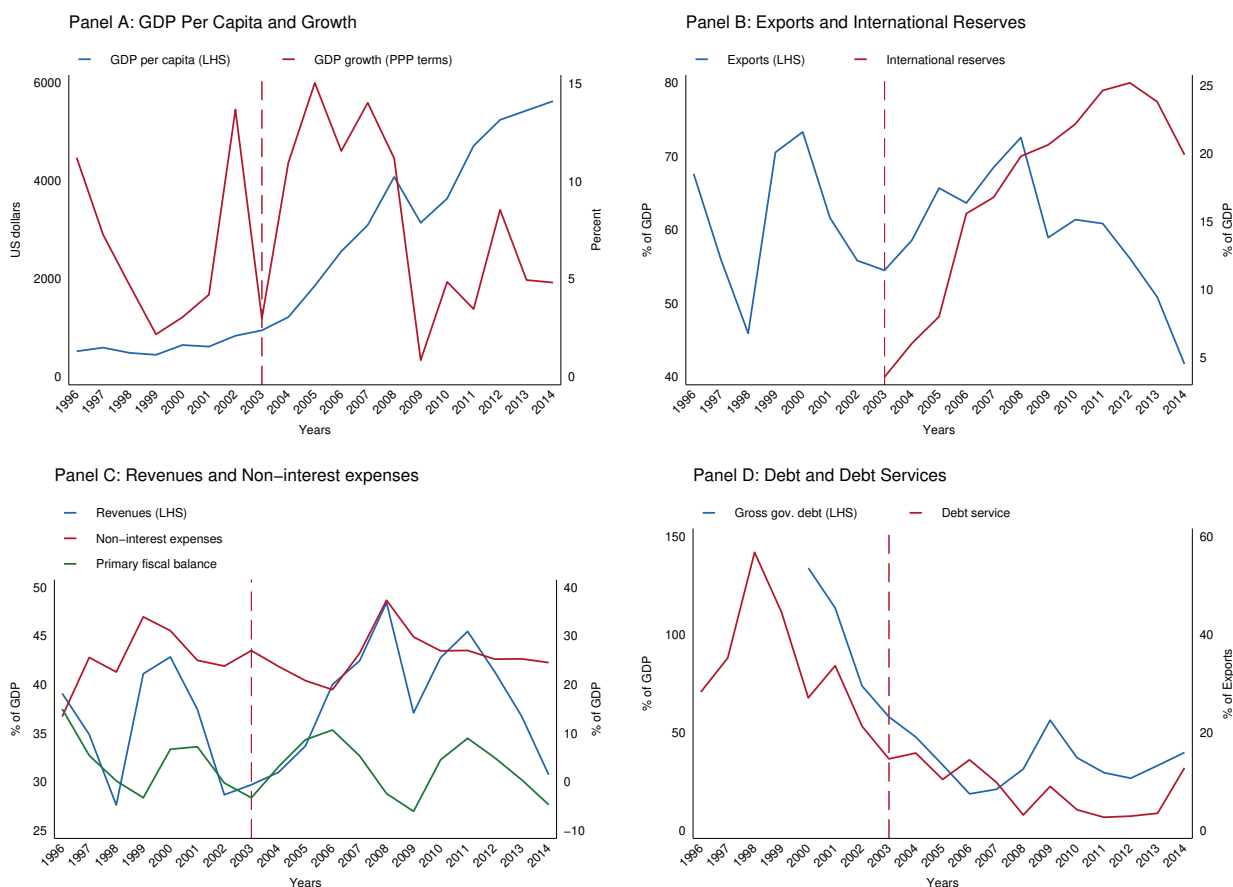 Panel A: GDP Per Capita and Growth
GDP per capita (LHS) GDP growth (PPP terms)
6000
4000
2000
0
US dollars
15
10
5
0
Percent
1996 1997 1998 1999 2000 2001 2002 2003 2004 2005 2006 2007 2008 2009 2010 2011 2012 2013 2014
Years
Panel B: Exports and International Reserves
Exports (LHS) International reserves
80
70
60
50
40
% of GDP
25
20
15
10
5
% of GDP
1996 1997 1998 1999 2000 2001 2002 2003 2004 2005 2006 2007 2008 2009 2010 2011 2012 2013 2014
Years
Panel C: Revenues and Non−interest expenses
Revenues (LHS)
Non−interest expenses
Primary fiscal balance
50
45
40
35
30
25
% of GDP
40
30
20
10
0
−10
% of GDP
1996 1997 1998 1999 2000 2001 2002 2003 2004 2005 2006 2007 2008 2009 2010 2011 2012 2013 2014
Years
Panel D: Debt and Debt Services
Gross gov. debt (LHS) Debt service
150
100
50
0
% of GDP
60
40
20
0
% of Exports
1996 1997 1998 1999 2000 2001 2002 2003 2004 2005 2006 2007 2008 2009 2010 2011 2012 2013 2014
Years